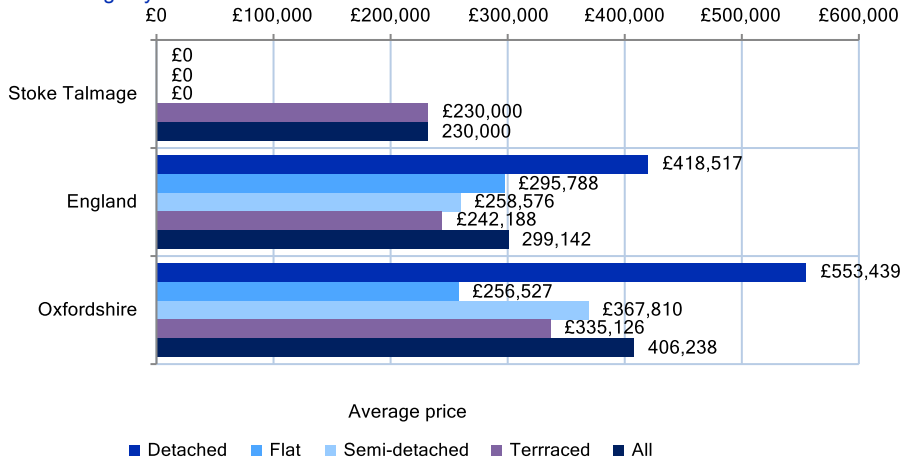 £0 £100,000 £200,000 £300,000 £400,000 £500,000 £600,000
£0
£0
£0
Stoke Talmage
£230,000
230,000
£418,517
£295,788
England
£258,576
£242,188
299,142
£553,439
£256,527
Oxfordshire
£367,810
£335,126
406,238
Average price
Detached Flat Semi-detached Terrraced All